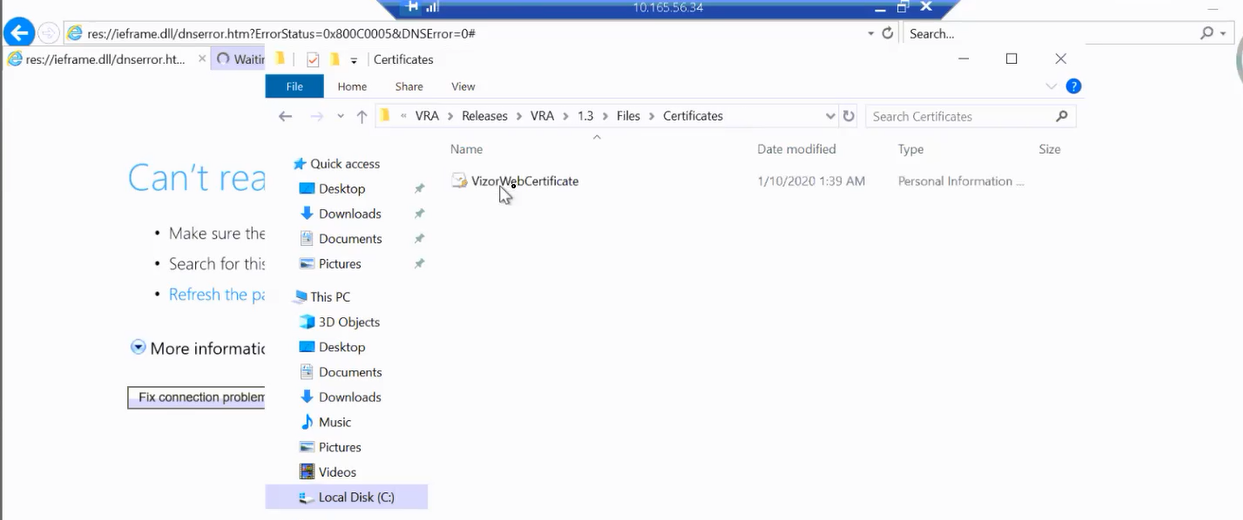 10.165.56.34
res://ieframe.dll/dnserror.htm?ErrorStatus=0x800C0005&DNSError=0#
Search...
res://ieframe.dll/dnserror.ht...
Waitin
Certificates
File Home Share View
« VRA > Releases > VRA > 1.3 > Files > Certificates
Search Certificates
Name Date modified Type Size
VizorWebCertificate 1/10/2020 1:39 AM Personal Information ...
Quick access
Desktop
Downloads
Documents
Pictures
This PC
3D Objects
Desktop
Documents
Downloads
Music
Pictures
Videos
Local Disk (C:)
Can't rea
• Make sure the
• Search for this
• Refresh the pa
More informatio
Fix connection problem